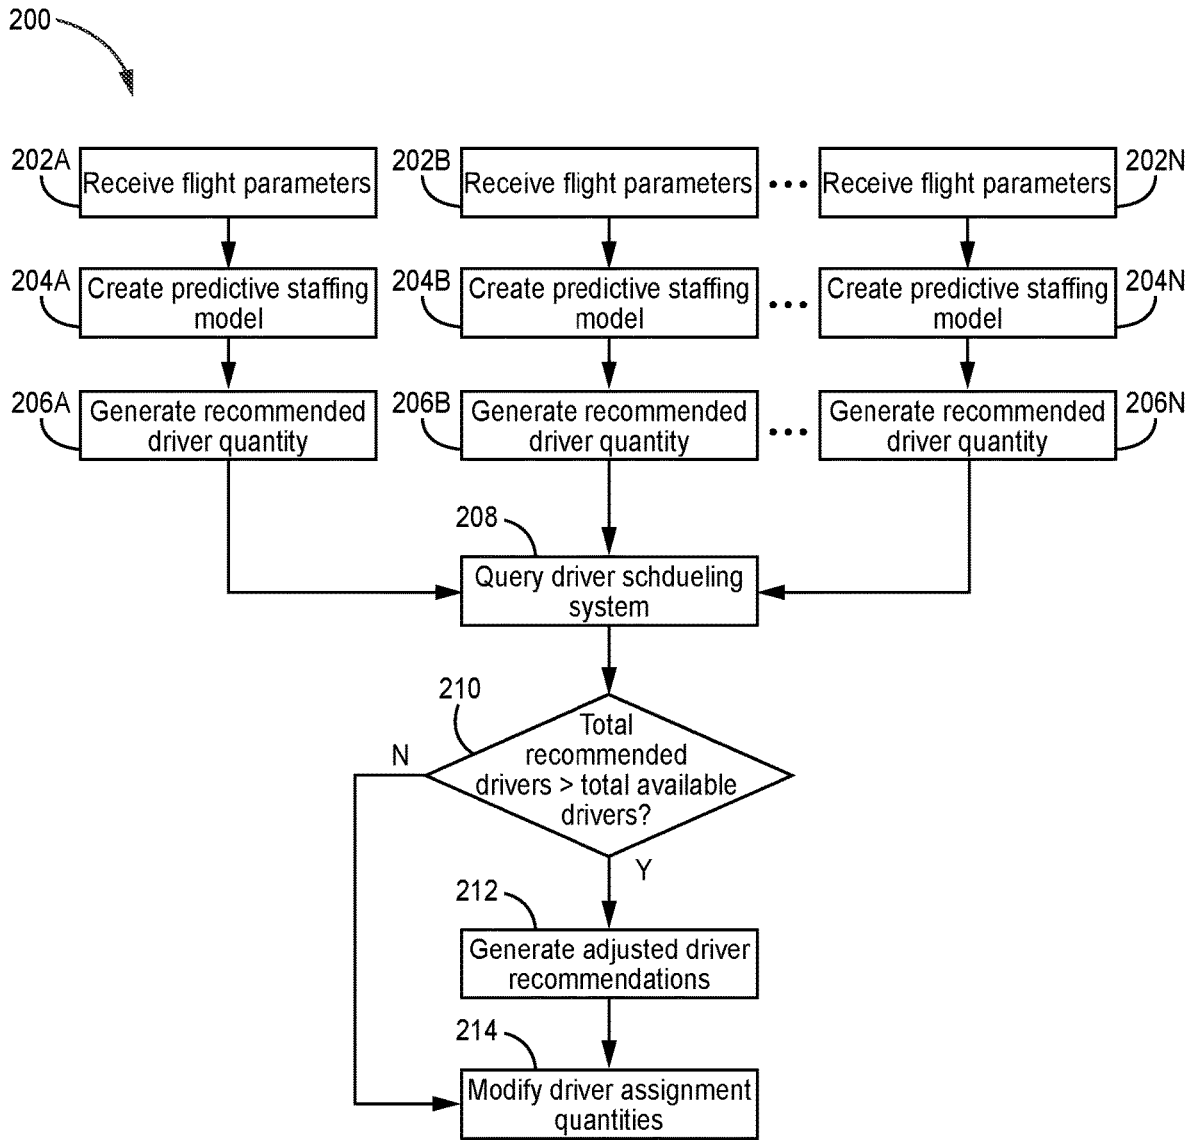 200
202A
Receive flight parameters
202B
Receive flight parameters
•••
Receive flight parameters
202N
204A
Create predictive staffing
model
204B
Create predictive staffing
model
•••
Create predictive staffing
model
204N
206A
Generate recommended
driver quantity
206B
Generate recommended
driver quantity
•••
Generate recommended
driver quantity
206N
208
Query driver schdueling
system
210
Total
recommended
drivers > total available
drivers?
N
Y
212
Generate adjusted driver
recommendations
214
Modify driver assignment
quantities